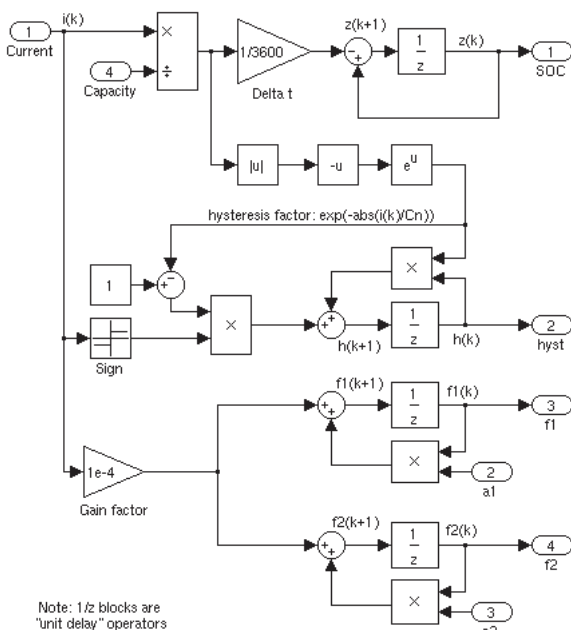 i(k)
1
Current
×
÷
4
Capacity
1/3600
Delta t
z(k+1)
-
+
1
z
z(k)
1
SOC
|u|
-u
e^u
hysteresis factor: exp(-abs(i(k)/Cn))
1
+
-
×
Sign
×
+
+
h(k+1)
1
z
h(k)
2
hyst
1e-4
Gain factor
f1(k+1)
+
+
1
z
f1(k)
3
f1
×
2
a1
f2(k+1)
+
+
1
z
f2(k)
4
f2
×
3
Note: 1/z blocks are
"unit delay" operators